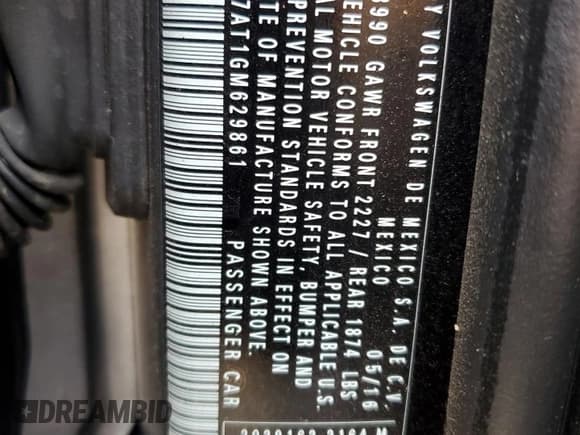 Y VOLKSWAGEN DE MEXICO S.A. DE C.V
MEXICO 05/16
3990 GAWR FRONT 2227 / REAR 1874 LBS
VEHICLE CONFORMS TO ALL APPLICABLE U.S.
AL MOTOR VEHICLE SAFETY, BUMPER AND
PREVENTION STANDARDS IN EFFECT ON
ATE OF MANUFACTURE SHOWN ABOVE.
7AT1GM629861 PASSENGER CAR
DREAMBID